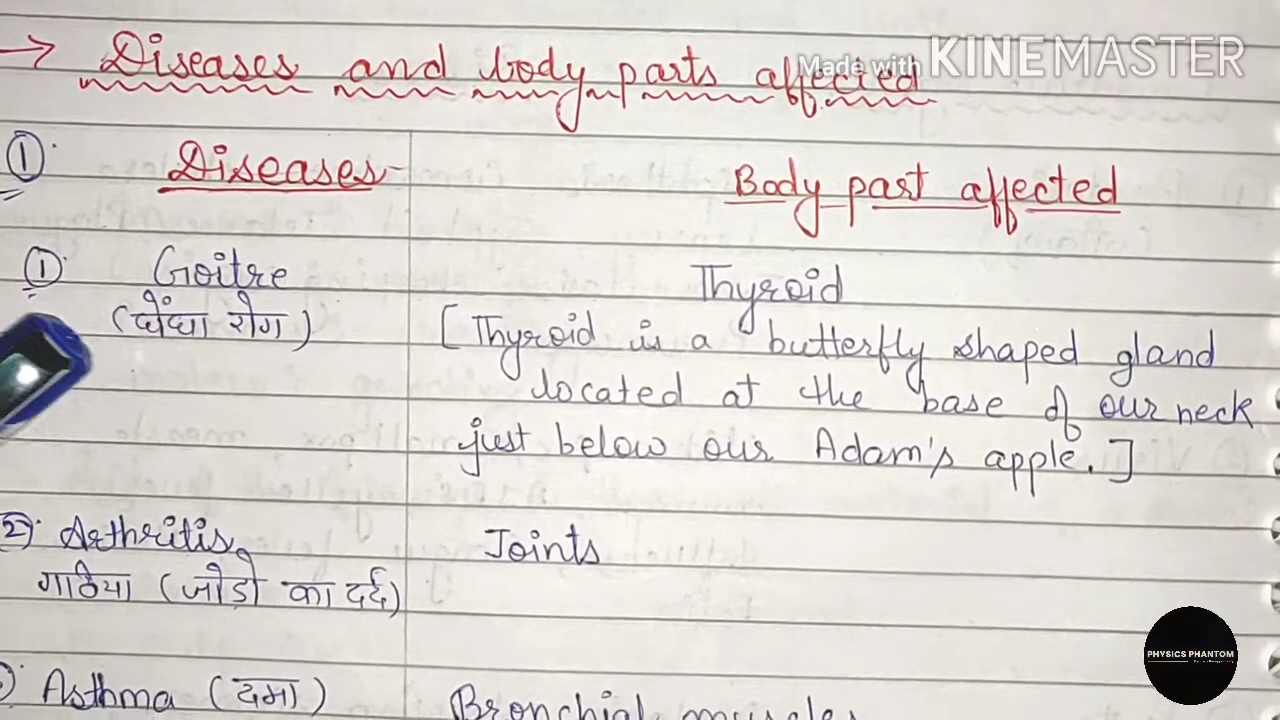 → Diseases and body parts affected
Made with KINEMASTER
① Diseases Body part affected
① Goitre Thyroid
(घेंघा रोग) [Thyroid is a butterfly shaped gland
located at the base of our neck
just below our Adam's apple.]
② Arthritis Joints
गाठिया (जोड़ो का दर्द)
Asthma (दमा) Bronchial muscles
PHYSICS PHANTOM